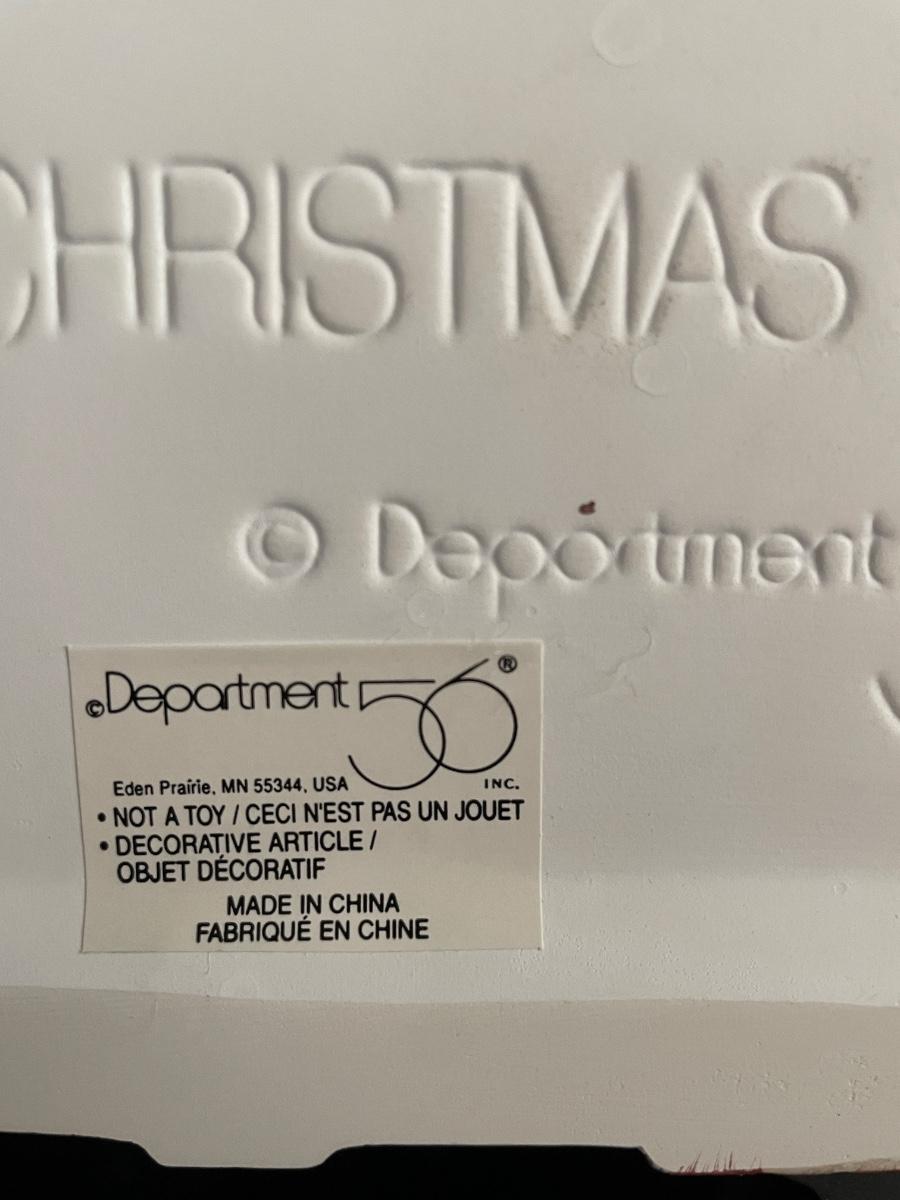 CHRISTMAS
© Department
©Department 56®
INC.
Eden Prairie, MN 55344, USA
• NOT A TOY / CECI N'EST PAS UN JOUET
• DECORATIVE ARTICLE /
OBJET DÉCORATIF
MADE IN CHINA
FABRIQUÉ EN CHINE